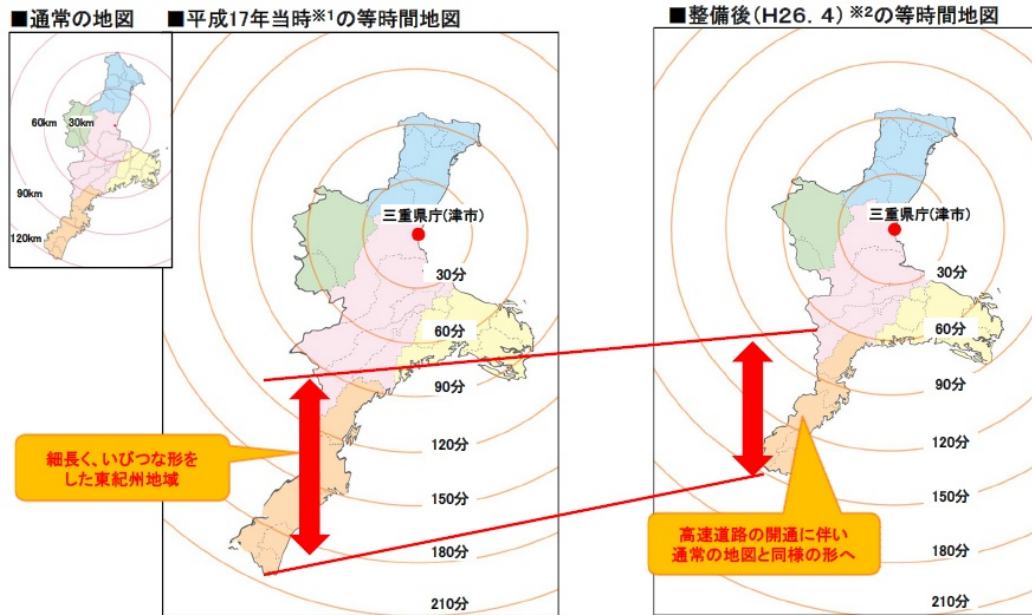 ■通常の地図
■平成17年当時※1の等時間地図
■整備後(H26. 4)※2の等時間地図
60km
30km
90km
120km
三重県庁(津市)
30分
60分
90分
120分
150分
180分
210分
細長く、いびつな形を
した東紀州地域
三重県庁(津市)
30分
60分
90分
120分
150分
180分
210分
高速道路の開通に伴い
通常の地図と同様の形へ